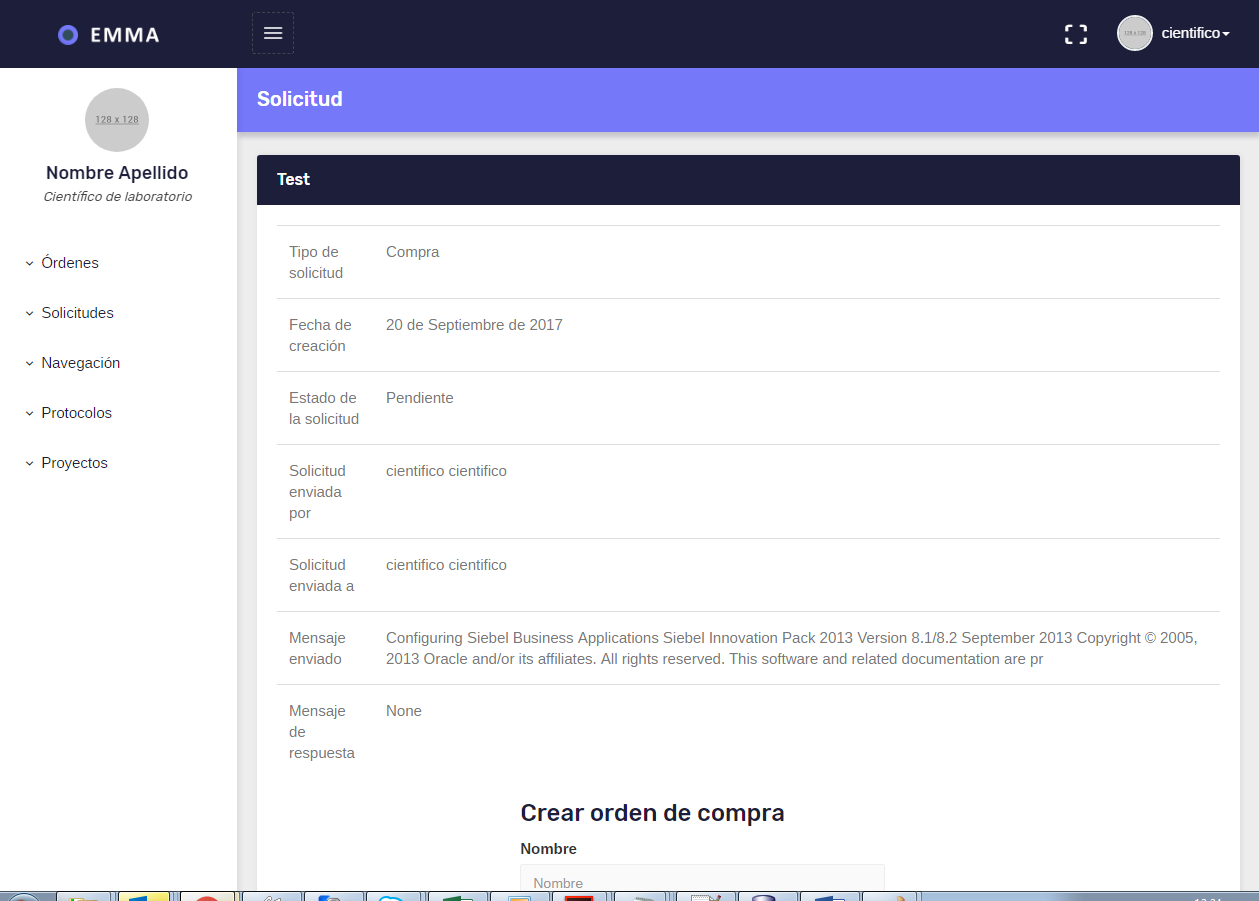 EMMA
128 x 128
cientifico
Solicitud
128 x 128
Nombre Apellido
Científico de laboratorio
Órdenes
Solicitudes
Navegación
Protocolos
Proyectos
Test
Tipo de
solicitud
Compra
Fecha de
creación
20 de Septiembre de 2017
Estado de
la solicitud
Pendiente
Solicitud
enviada
por
cientifico cientifico
Solicitud
enviada a
cientifico cientifico
Mensaje
enviado
Configuring Siebel Business Applications Siebel Innovation Pack 2013 Version 8.1/8.2 September 2013 Copyright © 2005,
2013 Oracle and/or its affiliates. All rights reserved. This software and related documentation are pr
Mensaje
de
respuesta
None
Crear orden de compra
Nombre
Nombre